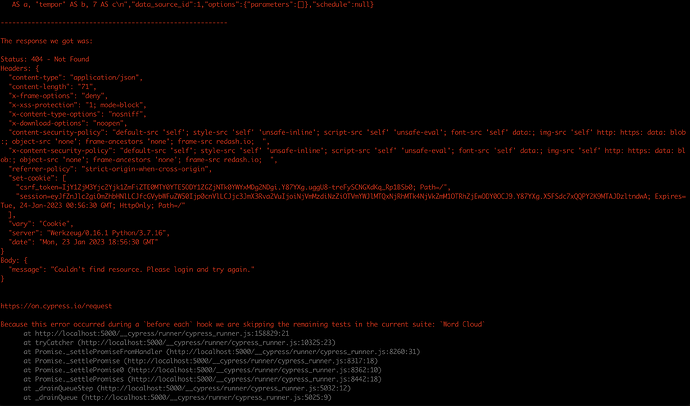 AS a, "tempor" AS b, 7 AS c\n","data_source_id":1,"options":{"parameters":[]},"schedule":null}
-----------------------------------------------------------
The response we got was:
Status: 404 - Not Found
Headers: {
"content-type": "application/json",
"content-length": "71",
"x-frame-options": "deny",
"x-xss-protection": "1; mode=block",
"x-content-type-options": "nosniff",
"x-download-options": "noopen",
"content-security-policy": "default-src 'self'; style-src 'self' 'unsafe-inline'; script-src 'self' 'unsafe-eval'; font-src 'self' data:; img-src 'self' http: https: data: blob
:; object-src 'none'; frame-ancestors 'none'; frame-src redash.io; ",
"x-content-security-policy": "default-src 'self'; style-src 'self' 'unsafe-inline'; script-src 'self' 'unsafe-eval'; font-src 'self' data:; img-src 'self' http: https: data: bl
ob:; object-src 'none'; frame-ancestors 'none'; frame-src redash.io; ",
"referrer-policy": "strict-origin-when-cross-origin",
"set-cookie": [
Path=/",
Expires=
Tue, 24-Jan-2023 00:56:30 GMT; HttpOnly; Path=/"
],
"vary": "Cookie",
"server": "Werkzeug/0.16.1 Python/3.7.16",
"date": "Mon, 23 Jan 2023 18:56:30 GMT"
}
Body: {
"message": "Couldn't find resource. Please login and try again."
}
https://on.cypress.io/request
Because this error occurred during a `before each` hook we are skipping the remaining tests in the current suite: `Word Cloud`
at http://localhost:5000/__cypress/runner/cypress_runner.js:158829:21
at tryCatcher (http://localhost:5000/__cypress/runner/cypress_runner.js:10325:23)
at Promise._settlePromiseFromHandler (http://localhost:5000/__cypress/runner/cypress_runner.js:8260:31)
at Promise._settlePromise (http://localhost:5000/__cypress/runner/cypress_runner.js:8317:18)
at Promise._settlePromise0 (http://localhost:5000/__cypress/runner/cypress_runner.js:8362:10)
at Promise._settlePromises (http://localhost:5000/__cypress/runner/cypress_runner.js:8442:18)
at _drainQueueStep (http://localhost:5000/__cypress/runner/cypress_runner.js:5032:12)
at _drainQueue (http://localhost:5000/__cypress/runner/cypress_runner.js:5025:9)